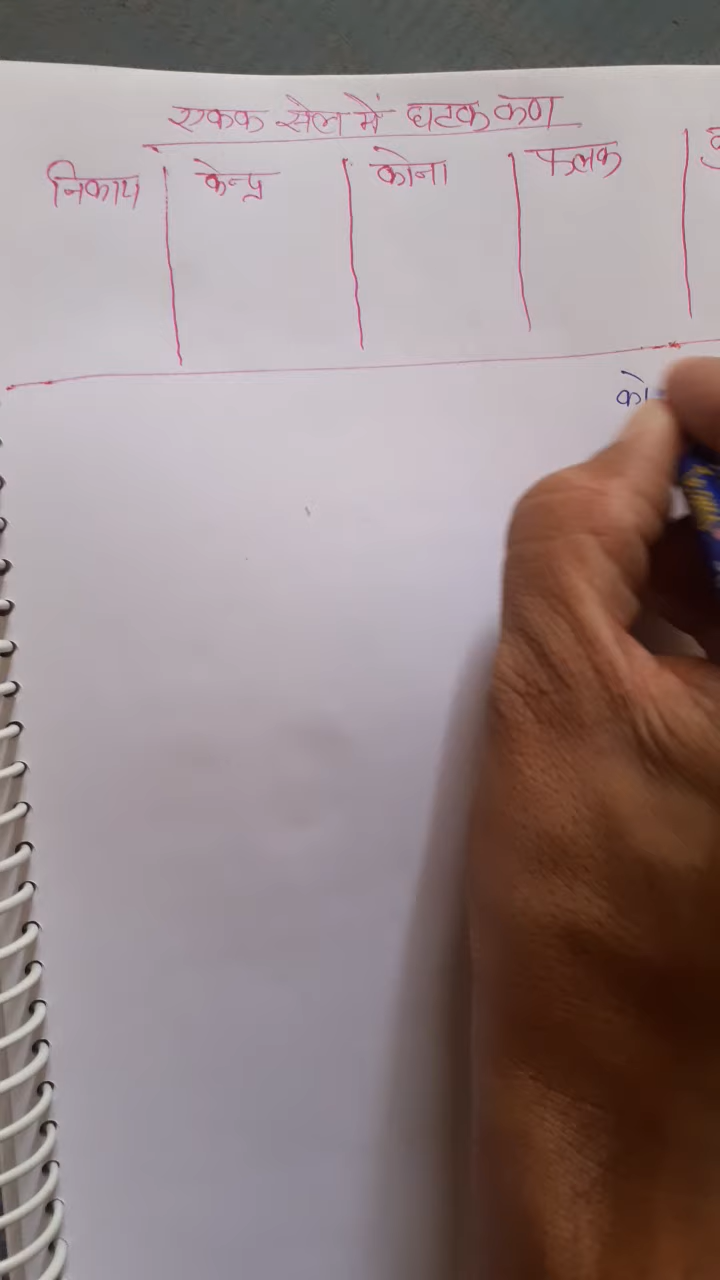 एकक सेल में घटक कण
निकाय केन्द्र कोना फलक
को